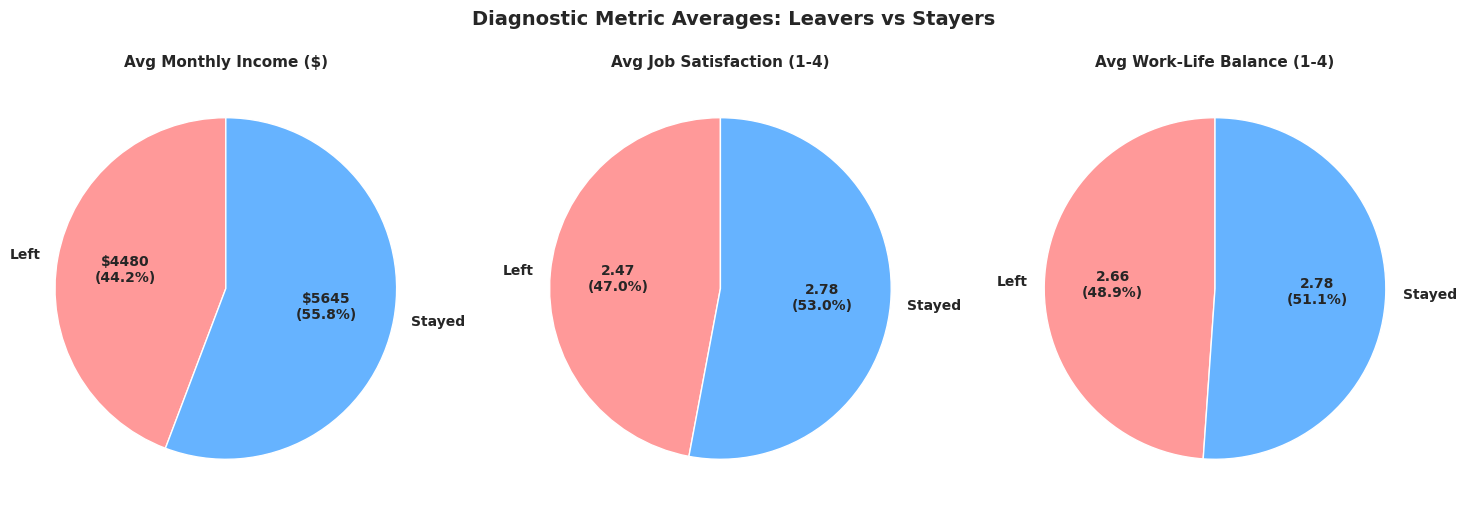 Diagnostic Metric Averages: Leavers vs Stayers
Avg Monthly Income ($)
Left
$4480
(44.2%)
$5645
(55.8%)
Stayed
Avg Job Satisfaction (1-4)
Left
2.47
(47.0%)
2.78
(53.0%)
Stayed
Avg Work-Life Balance (1-4)
Left
2.66
(48.9%)
2.78
(51.1%)
Stayed